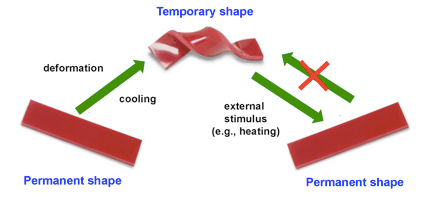 Temporary shape
deformation
cooling
external
stimulus
(e.g., heating)
Permanent shape
Permanent shape